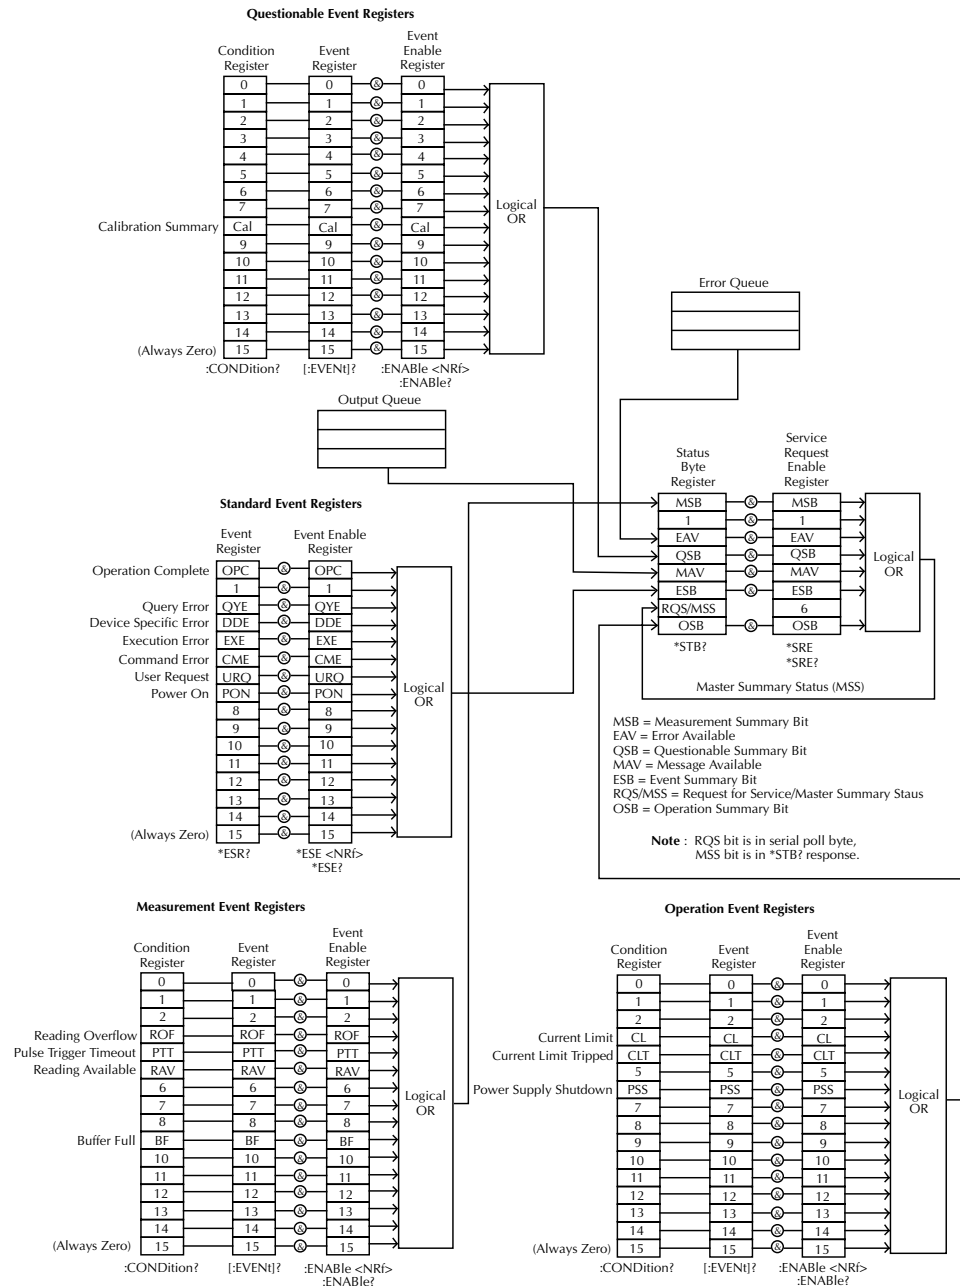 Questionable Event Registers
Condition
Register
Event
Register
Event
Enable
Register
0 0 & 0
1 1 & 1
2 2 & 2
3 3 & 3
4 4 & 4
5 5 & 5
6 6 & 6
7 7 & 7
Calibration Summary Cal Cal & Cal
9 9 & 9
10 10 & 10
11 11 & 11
12 12 & 12
13 13 & 13
14 14 & 14
(Always Zero) 15 15 & 15
Logical
OR
:CONDition? [:EVENt]? :ENABle <NRf>
:ENABle?
Error Queue
Output Queue
Status
Byte
Register
Service
Request
Enable
Register
MSB & MSB
1 & 1
EAV & EAV
QSB & QSB
MAV & MAV
ESB & ESB
RQS/MSS 6
OSB & OSB
Logical
OR
*STB? *SRE
*SRE?
Master Summary Status (MSS)
MSB = Measurement Summary Bit
EAV = Error Available
QSB = Questionable Summary Bit
MAV = Message Available
ESB = Event Summary Bit
RQS/MSS = Request for Service/Master Summary Staus
OSB = Operation Summary Bit
Note : RQS bit is in serial poll byte,
MSS bit is in *STB? response.
Standard Event Registers
Event
Register
Event Enable
Register
Operation Complete OPC & OPC
1 & 1
Query Error QYE & QYE
Device Specific Error DDE & DDE
Execution Error EXE & EXE
Command Error CME & CME
User Request URQ & URQ
Power On PON & PON
8 & 8
9 & 9
10 & 10
11 & 11
12 & 12
13 & 13
14 & 14
(Always Zero) 15 & 15
Logical
OR
*ESR? *ESE <NRf>
*ESE?
Measurement Event Registers
Condition
Register
Event
Register
Event
Enable
Register
0 0 & 0
1 1 & 1
2 2 & 2
Reading Overflow ROF ROF & ROF
Pulse Trigger Timeout PTT PTT & PTT
Reading Available RAV RAV & RAV
6 6 & 6
7 7 & 7
8 8 & 8
Buffer Full BF BF & BF
10 10 & 10
11 11 & 11
12 12 & 12
13 13 & 13
14 14 & 14
(Always Zero) 15 15 & 15
Logical
OR
:CONDition? [:EVENt]? :ENABle <NRf>
:ENABle?
Operation Event Registers
Condition
Register
Event
Register
Event
Enable
Register
0 0 & 0
1 1 & 1
2 2 & 2
Current Limit CL CL & CL
Current Limit Tripped CLT CLT & CLT
5 5 & 5
Power Supply Shutdown PSS PSS & PSS
7 7 & 7
8 8 & 8
9 9 & 9
10 10 & 10
11 11 & 11
12 12 & 12
13 13 & 13
14 14 & 14
(Always Zero) 15 15 & 15
Logical
OR
:CONDition? [:EVENt]? :ENABle <NRf>
:ENABle?